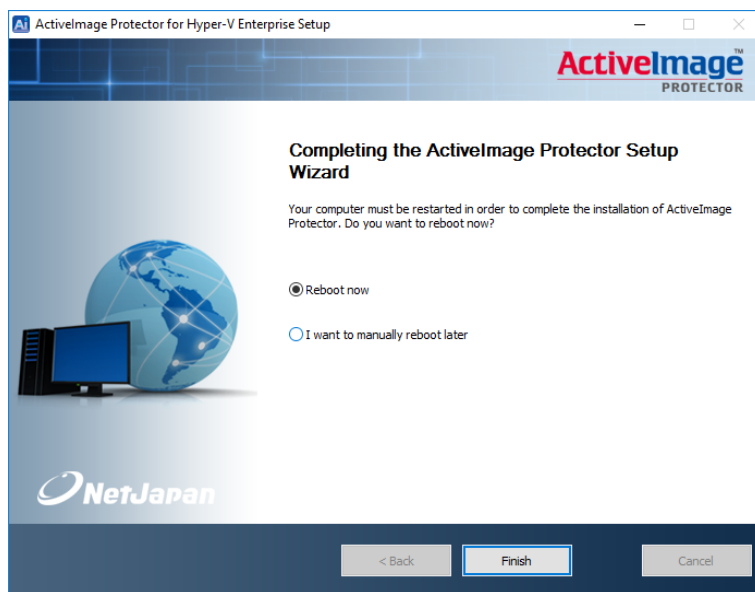 Ai ActiveImage Protector for Hyper-V Enterprise Setup
ActiveImage™
PROTECTOR
Completing the ActiveImage Protector Setup
Wizard
Your computer must be restarted in order to complete the installation of ActiveImage
Protector. Do you want to reboot now?
Reboot now
I want to manually reboot later
NetJapan
< Back Finish Cancel